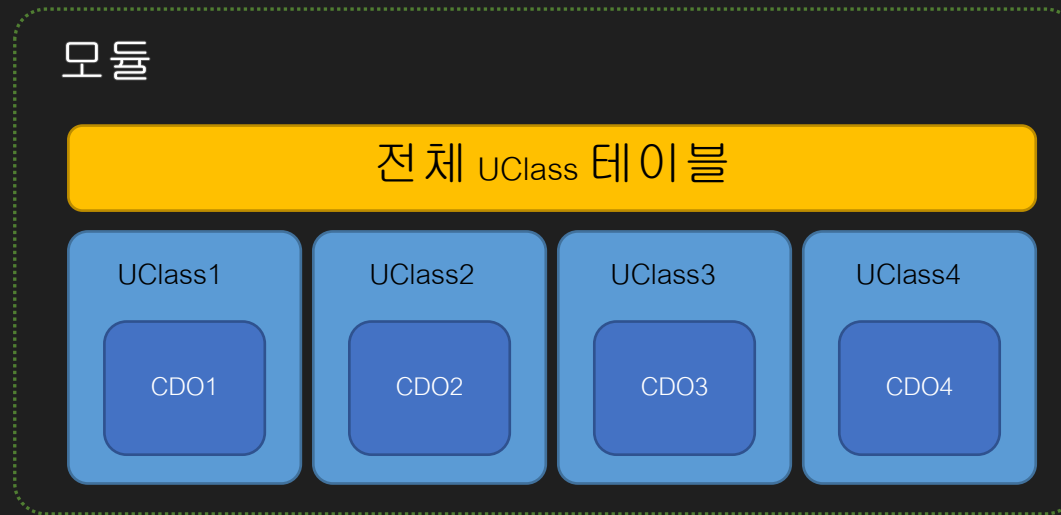 모듈
전체 UClass 테이블
UClass1 UClass2 UClass3 UClass4
CDO1 CDO2 CDO3 CDO4